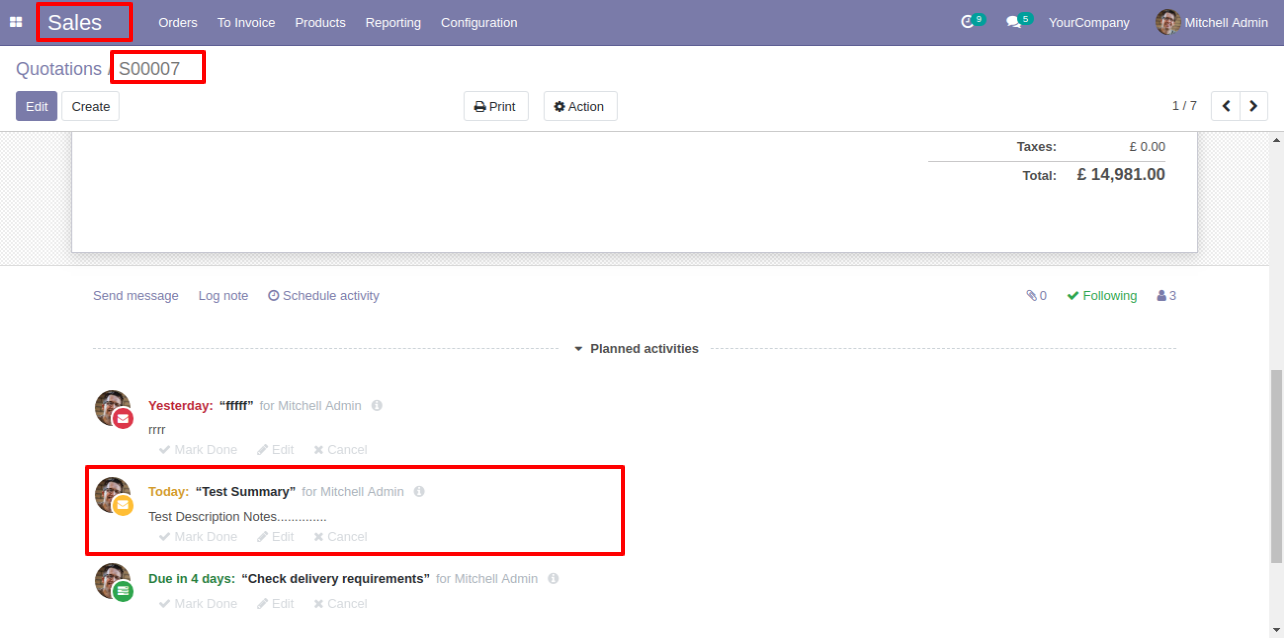 Sales Orders To Invoice Products Reporting Configuration 9 5 YourCompany Mitchell Admin
Quotations / S00007
Edit Create Print Action 1 / 7
Taxes: £ 0.00
Total: £ 14,981.00
Send message Log note Schedule activity 0 Following 3
Planned activities
Yesterday: “fffff” for Mitchell Admin
rrrr
Mark Done Edit Cancel
Today: “Test Summary” for Mitchell Admin
Test Description Notes..............
Mark Done Edit Cancel
Due in 4 days: “Check delivery requirements” for Mitchell Admin
Mark Done Edit Cancel